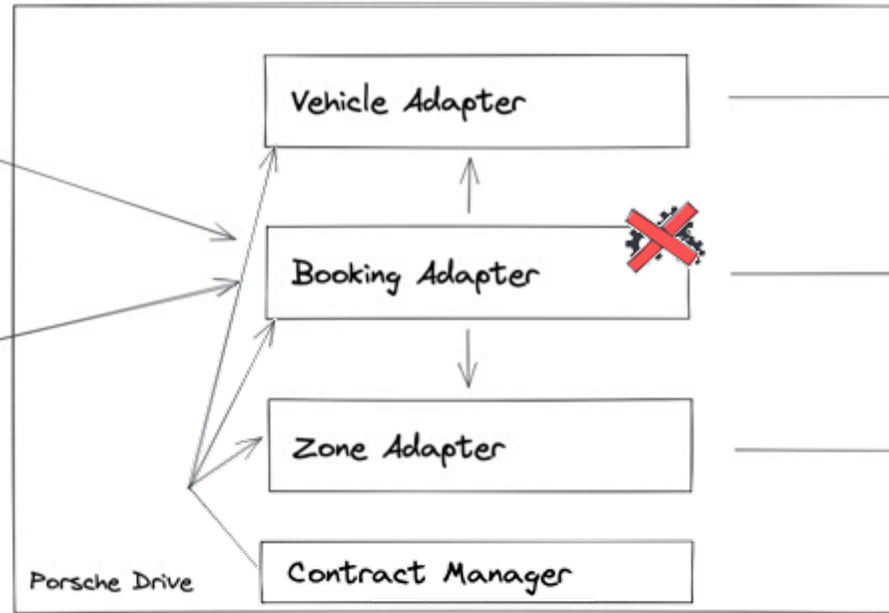 Vehicle Adapter
Booking Adapter
Zone Adapter
Contract Manager
Porsche Drive